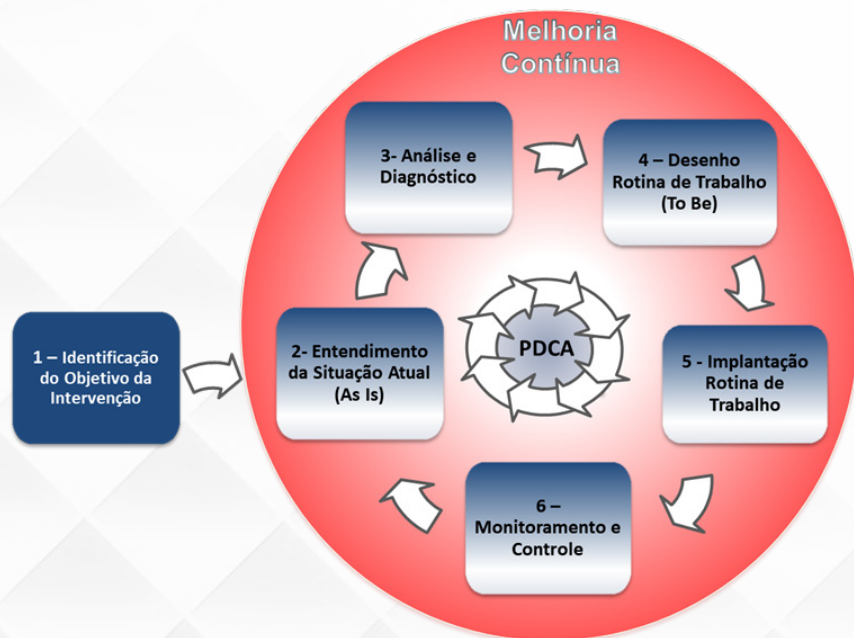 Melhoria
Contínua
3- Análise e
Diagnóstico
4 – Desenho
Rotina de Trabalho
(To Be)
1 – Identificação
do Objetivo da
Intervenção
2- Entendimento
da Situação Atual
(As Is)
PDCA
5 - Implantação
Rotina de
Trabalho
6 –
Monitoramento e
Controle